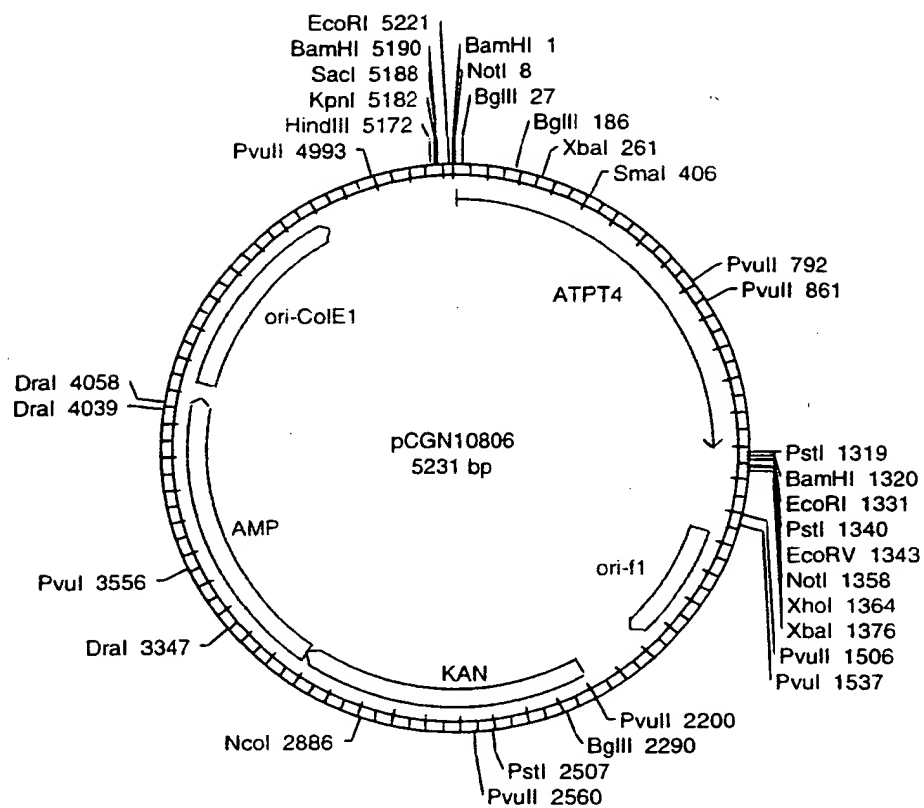 EcoRI 5221
BamHI 5190
SacI 5188
KpnI 5182
HindIII 5172
PvuII 4993
BamHI 1
NotI 8
BglII 27
BglII 186
XbaI 261
SmaI 406
PvuII 792
PvuII 861
ATPT4
ori-ColE1
DraI 4058
DraI 4039
pCGN10806
5231 bp
PstI 1319
BamHI 1320
EcoRI 1331
PstI 1340
EcoRV 1343
NotI 1358
XhoI 1364
XbaI 1376
PvuII 1506
PvuI 1537
AMP
ori-f1
PvuI 3556
DraI 3347
KAN
NcoI 2886
PvuII 2200
BglII 2290
PstI 2507
PvuII 2560